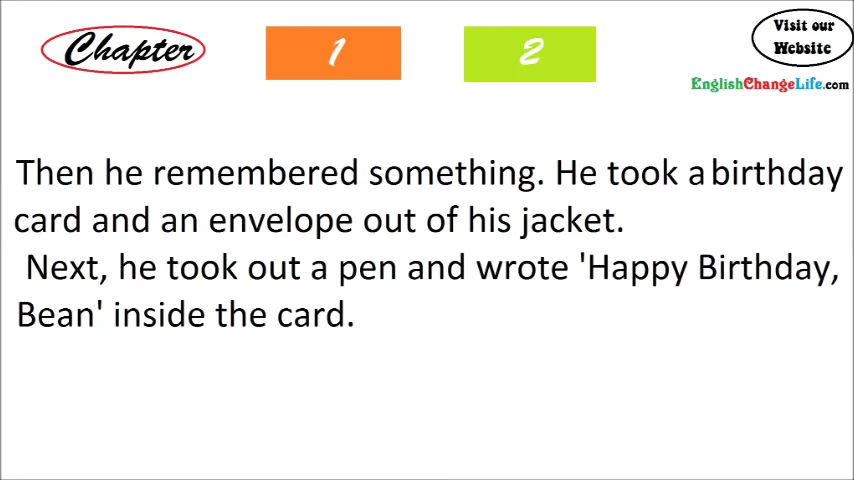 Chapter
1
2
Visit our
Website
EnglishChangeLife.com
Then he remembered something. He took a birthday
card and an envelope out of his jacket.
Next, he took out a pen and wrote 'Happy Birthday,
Bean' inside the card.